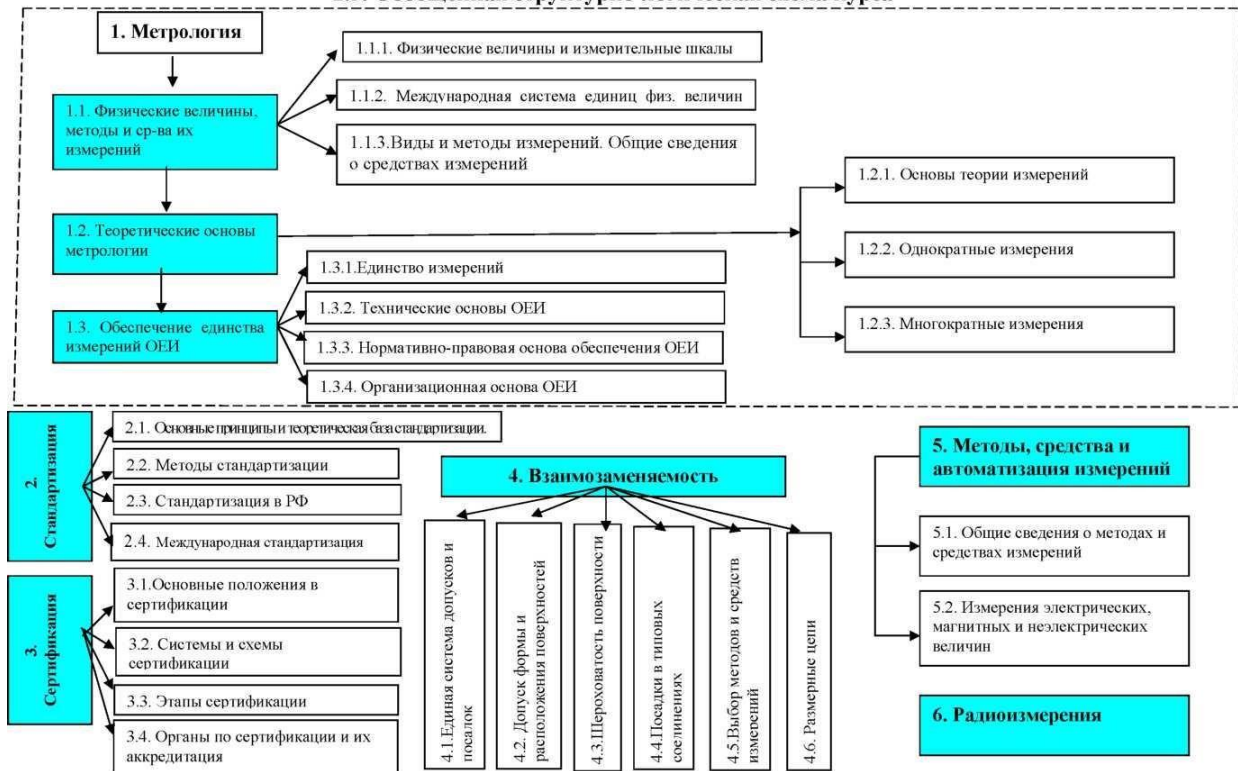 1. Метрология
1.1. Физические величины,
методы и ср-ва их
измерений
1.1.1. Физические величины и измерительные шкалы
1.1.2. Международная система единиц физ. величин
1.1.3.Виды и методы измерений. Общие сведения
о средствах измерений
1.2. Теоретические основы
метрологии
1.2.1. Основы теории измерений
1.2.2. Однократные измерения
1.2.3. Многократные измерения
1.3. Обеспечение единства
измерений ОЕИ
1.3.1.Единство измерений
1.3.2. Технические основы ОЕИ
1.3.3. Нормативно-правовая основа обеспечения ОЕИ
1.3.4. Организационная основа ОЕИ
2.
Стандартизация
2.1. Основные принципы и теоретическая база стандартизации.
2.2. Методы стандартизации
2.3. Стандартизация в РФ
2.4. Международная стандартизация
3.
Сертификация
3.1.Основные положения в
сертификации
3.2. Системы и схемы
сертификации
3.3. Этапы сертификации
3.4. Органы по сертификации и их
аккредитация
4. Взаимозаменяемость
4.1.Единая система допусков и
посалок
4.2. Допуск формы и
расположения поверхностей
4.3.Шероховатость поверхности
4.4.Посадки в типовых
соединениях
4.5.Выбор методов и средств
измерений
4.6. Размерные цепи
5. Методы, средства и
автоматизация измерений
5.1. Общие сведения о методах и
средствах измерений
5.2. Измерения электрических,
магнитных и неэлектрических
величин
6. Радиоизмерения